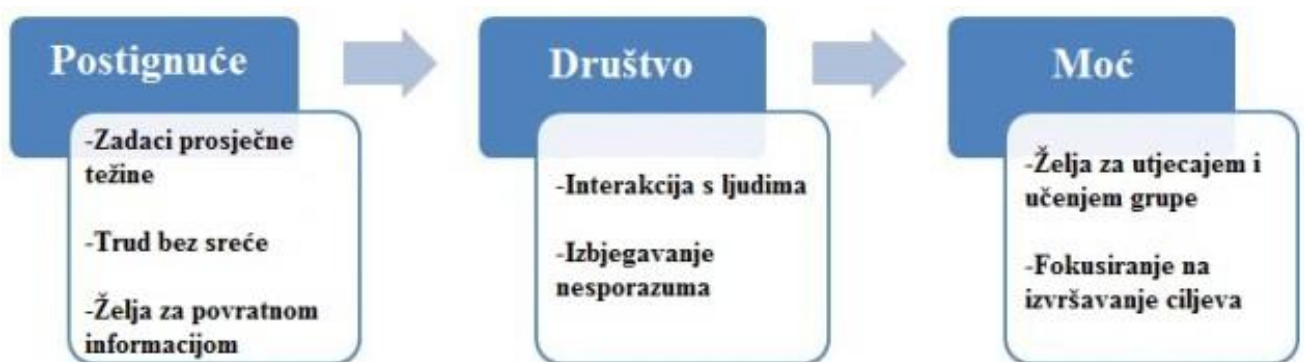 Postignuće
-Zadaci prosječne
težine
-Trud bez sreće
-Želja za povratnom
informacijom
Društvo
-Interakcija s ljudima
-Izbjegavanje
nesporazuma
Moć
-Želja za utjecajem i
učenjem grupe
-Fokusiranje na
izvršavanje ciljeva